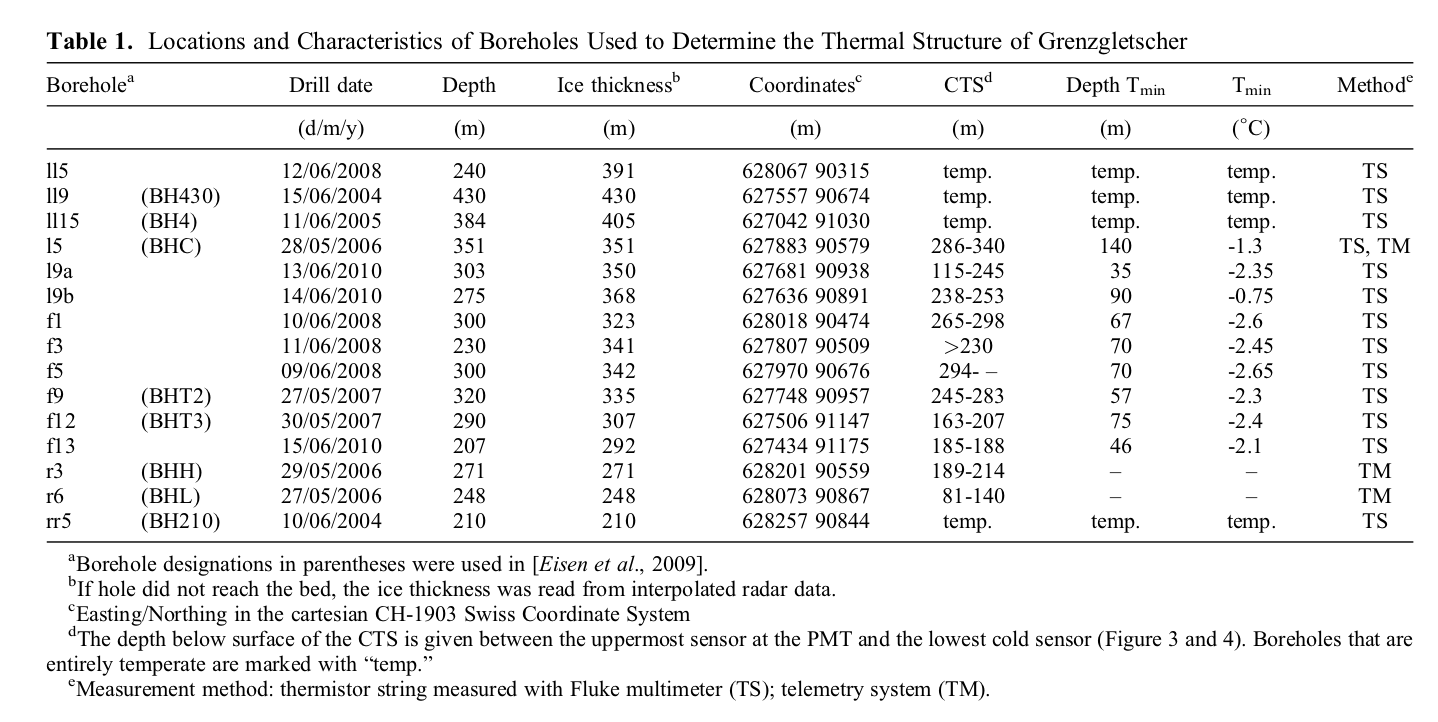 Table 1. Locations and Characteristics of Boreholes Used to Determine the Thermal Structure of Grenzgletscher
Boreholeᵃ Drill date Depth Ice thicknessᵇ Coordinatesᶜ CTSᵈ Depth Tmin Tmin Methodᵉ
(d/m/y) (m) (m) (m) (m) (m) (°C)
ll5 12/06/2008 240 391 628067 90315 temp. temp. temp. TS
ll9 (BH430) 15/06/2004 430 430 627557 90674 temp. temp. temp. TS
ll15 (BH4) 11/06/2005 384 405 627042 91030 temp. temp. temp. TS
l5 (BHC) 28/05/2006 351 351 627883 90579 286-340 140 -1.3 TS, TM
l9a 13/06/2010 303 350 627681 90938 115-245 35 -2.35 TS
l9b 14/06/2010 275 368 627636 90891 238-253 90 -0.75 TS
f1 10/06/2008 300 323 628018 90474 265-298 67 -2.6 TS
f3 11/06/2008 230 341 627807 90509 >230 70 -2.45 TS
f5 09/06/2008 300 342 627970 90676 294- – 70 -2.65 TS
f9 (BHT2) 27/05/2007 320 335 627748 90957 245-283 57 -2.3 TS
f12 (BHT3) 30/05/2007 290 307 627506 91147 163-207 75 -2.4 TS
f13 15/06/2010 207 292 627434 91175 185-188 46 -2.1 TS
r3 (BHH) 29/05/2006 271 271 628201 90559 189-214 – – TM
r6 (BHL) 27/05/2006 248 248 628073 90867 81-140 – – TM
rr5 (BH210) 10/06/2004 210 210 628257 90844 temp. temp. temp. TS
ᵃBorehole designations in parentheses were used in [Eisen et al., 2009].
ᵇIf hole did not reach the bed, the ice thickness was read from interpolated radar data.
ᶜEasting/Northing in the cartesian CH-1903 Swiss Coordinate System
ᵈThe depth below surface of the CTS is given between the uppermost sensor at the PMT and the lowest cold sensor (Figure 3 and 4). Boreholes that are
entirely temperate are marked with “temp.”
ᵉMeasurement method: thermistor string measured with Fluke multimeter (TS); telemetry system (TM).